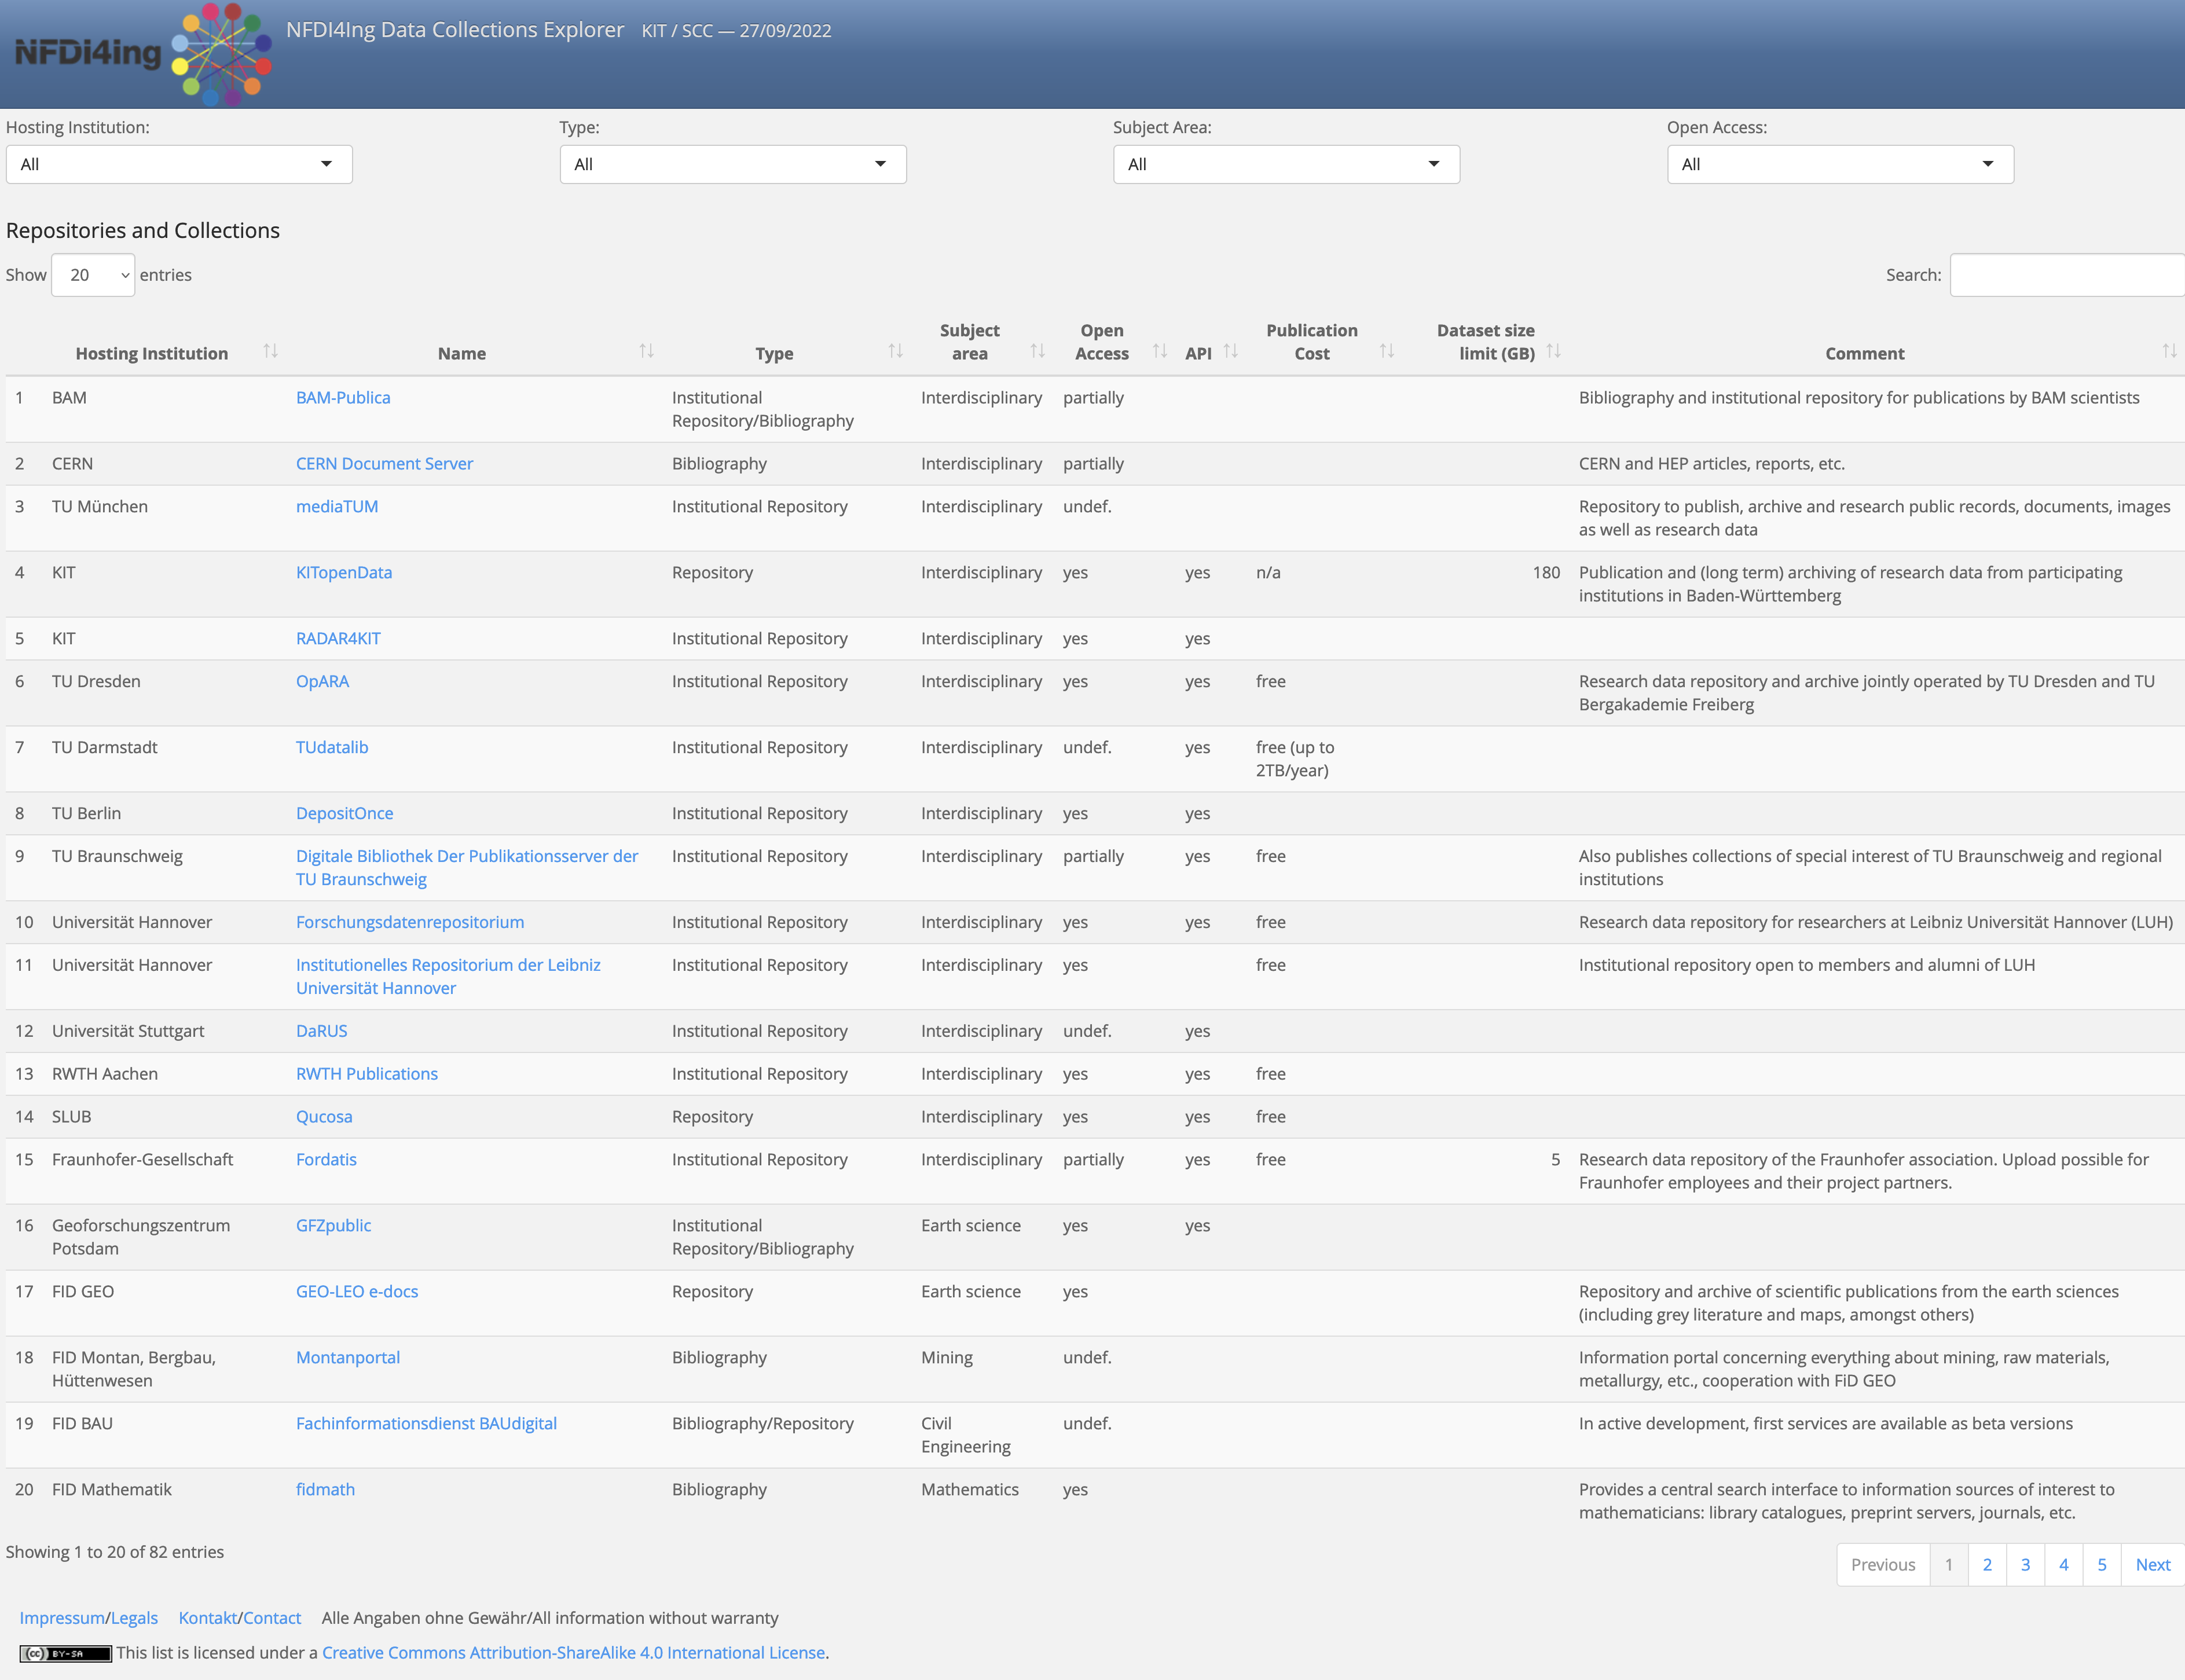 NFDi4ing
NFDI4Ing Data Collections Explorer KIT / SCC — 27/09/2022
Hosting Institution: Type: Subject Area: Open Access:
All All All All
Repositories and Collections
Show 20 entries Search:
Hosting Institution Name Type Subject area Open Access API Publication Cost Dataset size limit (GB) Comment
1 BAM BAM-Publica Institutional Repository/Bibliography Interdisciplinary partially Bibliography and institutional repository for publications by BAM scientists
2 CERN CERN Document Server Bibliography Interdisciplinary partially CERN and HEP articles, reports, etc.
3 TU München mediaTUM Institutional Repository Interdisciplinary undef. Repository to publish, archive and research public records, documents, images as well as research data
4 KIT KITopenData Repository Interdisciplinary yes yes n/a 180 Publication and (long term) archiving of research data from participating institutions in Baden-Württemberg
5 KIT RADAR4KIT Institutional Repository Interdisciplinary yes yes
6 TU Dresden OpARA Institutional Repository Interdisciplinary yes yes free Research data repository and archive jointly operated by TU Dresden and TU Bergakademie Freiberg
7 TU Darmstadt TUdatalib Institutional Repository Interdisciplinary undef. yes free (up to 2TB/year)
8 TU Berlin DepositOnce Institutional Repository Interdisciplinary yes yes
9 TU Braunschweig Digitale Bibliothek Der Publikationsserver der TU Braunschweig Institutional Repository Interdisciplinary partially yes free Also publishes collections of special interest of TU Braunschweig and regional institutions
10 Universität Hannover Forschungsdatenrepositorium Institutional Repository Interdisciplinary yes yes free Research data repository for researchers at Leibniz Universität Hannover (LUH)
11 Universität Hannover Institutionelles Repositorium der Leibniz Universität Hannover Institutional Repository Interdisciplinary yes free Institutional repository open to members and alumni of LUH
12 Universität Stuttgart DaRUS Institutional Repository Interdisciplinary undef. yes
13 RWTH Aachen RWTH Publications Institutional Repository Interdisciplinary yes yes free
14 SLUB Qucosa Repository Interdisciplinary yes yes free
15 Fraunhofer-Gesellschaft Fordatis Institutional Repository Interdisciplinary partially yes free 5 Research data repository of the Fraunhofer association. Upload possible for Fraunhofer employees and their project partners.
16 Geoforschungszentrum Potsdam GFZpublic Institutional Repository/Bibliography Earth science yes yes
17 FID GEO GEO-LEO e-docs Repository Earth science yes Repository and archive of scientific publications from the earth sciences (including grey literature and maps, amongst others)
18 FID Montan, Bergbau, Hüttenwesen Montanportal Bibliography Mining undef. Information portal concerning everything about mining, raw materials, metallurgy, etc., cooperation with FiD GEO
19 FID BAU Fachinformationsdienst BAUdigital Bibliography/Repository Civil Engineering undef. In active development, first services are available as beta versions
20 FID Mathematik fidmath Bibliography Mathematics yes Provides a central search interface to information sources of interest to mathematicians: library catalogues, preprint servers, journals, etc.
Showing 1 to 20 of 82 entries
Previous 1 2 3 4 5 Next
Impressum/Legals Kontakt/Contact Alle Angaben ohne Gewähr/All information without warranty
(cc) BY-SA This list is licensed under a Creative Commons Attribution-ShareAlike 4.0 International License.